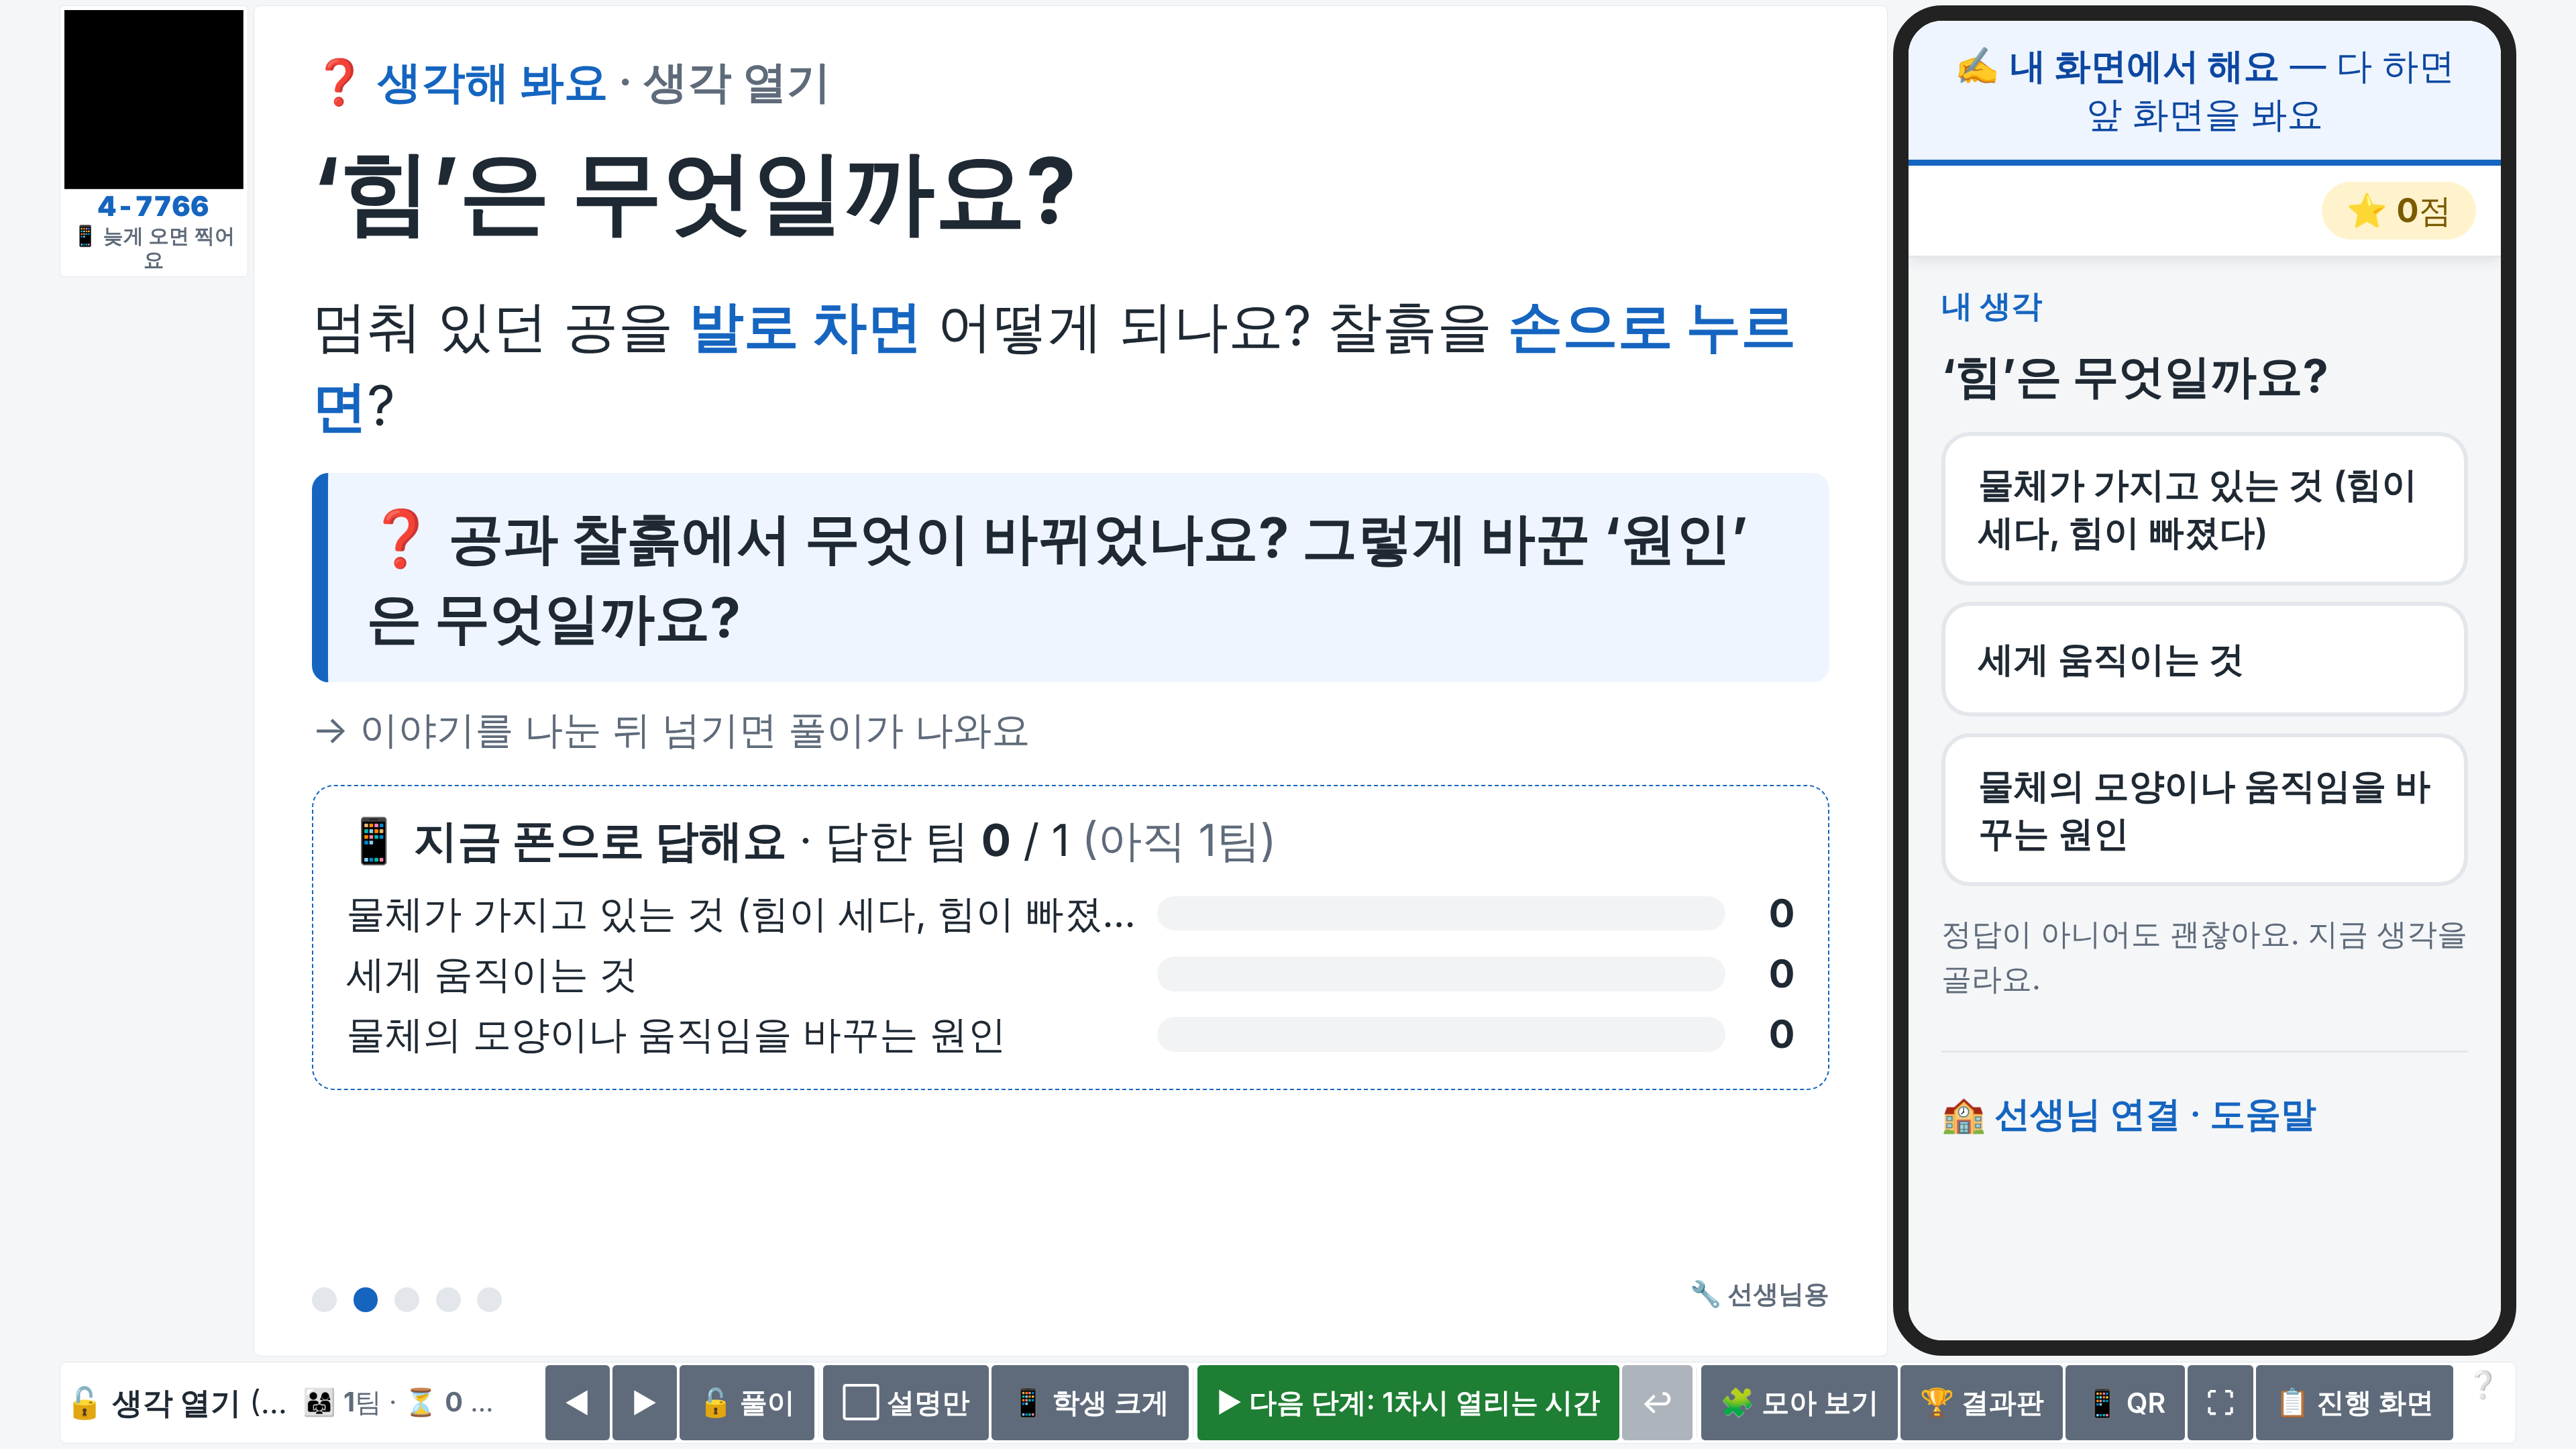 4-7766
📱 늦게 오면 찍어
요
❓ 생각해 봐요 · 생각 열기
‘힘’은 무엇일까요?
멈춰 있던 공을 발로 차면 어떻게 되나요? 찰흙을 손으로 누르
면?
❓ 공과 찰흙에서 무엇이 바뀌었나요? 그렇게 바꾼 ‘원인’
은 무엇일까요?
→ 이야기를 나눈 뒤 넘기면 풀이가 나와요
📱 지금 폰으로 답해요 · 답한 팀 0 / 1 (아직 1팀)
물체가 가지고 있는 것 (힘이 세다, 힘이 빠졌... 0
세게 움직이는 것 0
물체의 모양이나 움직임을 바꾸는 원인 0
🔧 선생님용
✍️ 내 화면에서 해요 — 다 하면
앞 화면을 봐요
⭐ 0점
내 생각
‘힘’은 무엇일까요?
물체가 가지고 있는 것 (힘이
세다, 힘이 빠졌다)
세게 움직이는 것
물체의 모양이나 움직임을 바
꾸는 원인
정답이 아니어도 괜찮아요. 지금 생각을
골라요.
🏫 선생님 연결 · 도움말
🔓 생각 열기 (... 👨‍👩‍👧 1팀 · ⏳ 0 ... ◀ ▶ 🔓 풀이 설명만 📱 학생 크게 ▶ 다음 단계: 1차시 열리는 시간 ↩ 🧩 모아 보기 🏆 결과판 📱 QR ⛶ 📋 진행 화면 ❔